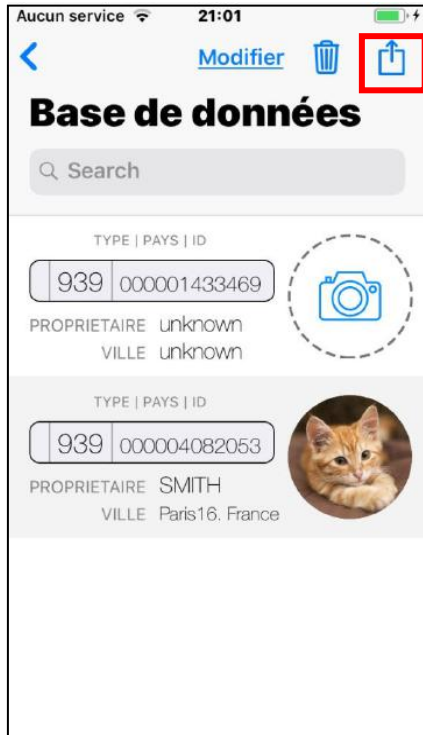 Aucun service 21:01
Modifier
Base de données
Search
TYPE | PAYS | ID
939 000001433469
PROPRIETAIRE unknown
VILLE unknown
TYPE | PAYS | ID
939 000004082053
PROPRIETAIRE SMITH
VILLE Paris16. France